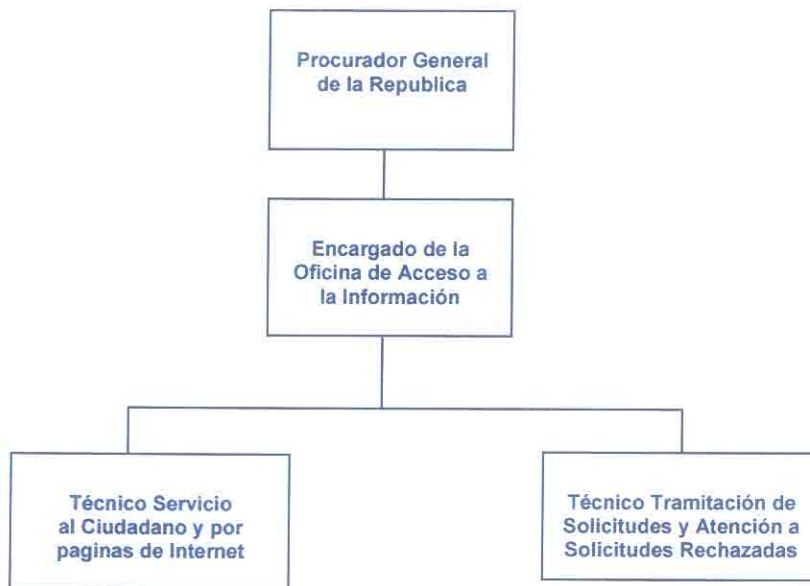 Procurador General
de la Republica
Encargado de la
Oficina de Acceso a
la Información
Técnico Servicio
al Ciudadano y por
paginas de Internet
Técnico Tramitación de
Solicitudes y Atención a
Solicitudes Rechazadas